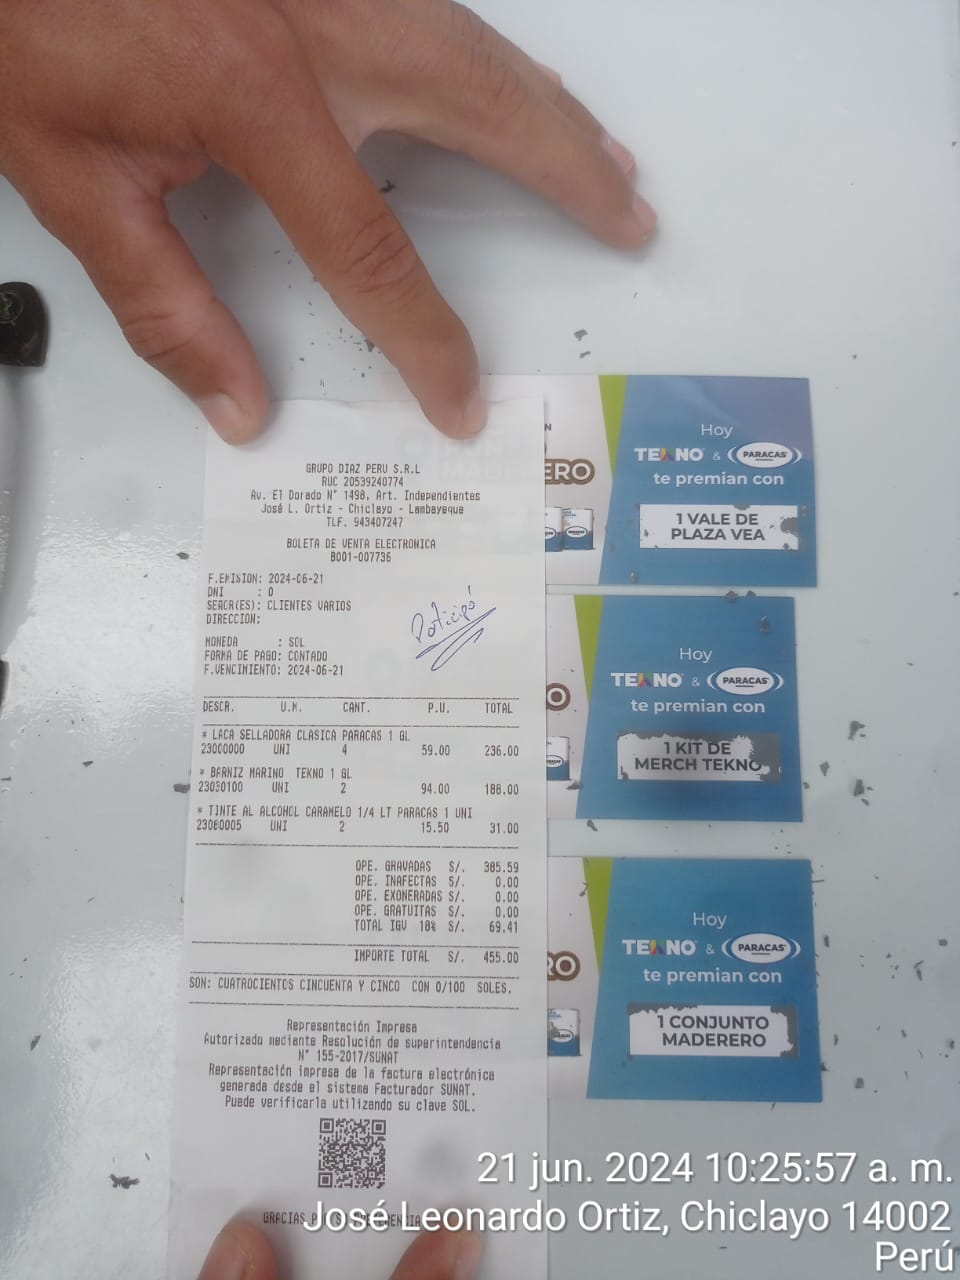 GRUPO DIAZ PERU S.R.L
RUC 20539240774
Av. El Dorado N° 1498, Art. Independientes
José L. Ortiz - Chiclayo - Lambayeque
TLF. 943407247
BOLETA DE VENTA ELECTRONICA
B001-007736
F.EMISION: 2024-06-21
DNI : 0
SEÑOR(ES): CLIENTES VARIOS
DIRECCION:
Participó
MONEDA : SOL
FORMA DE PAGO: CONTADO
F.VENCIMIENTO: 2024-06-21
DESCR. U.M. CANT. P.U. TOTAL
* LACA SELLADORA CLASICA PARACAS 1 GL
23000000 UNI 4 59.00 236.00
* BARNIZ MARINO TEKNO 1 GL
23030100 UNI 2 94.00 188.00
* TINTE AL ALCOHOL CARAMELO 1/4 LT PARACAS 1 UNI
23060005 UNI 2 15.50 31.00
OPE. GRAVADAS S/. 385.59
OPE. INAFECTAS S/. 0.00
OPE. EXONERADAS S/. 0.00
OPE. GRATUITAS S/. 0.00
TOTAL IGV 18% S/. 69.41
IMPORTE TOTAL S/. 455.00
SON: CUATROCIENTOS CINCUENTA Y CINCO CON 0/100 SOLES.
Representación Impresa
Autorizado mediante Resolución de superintendencia
N° 155-2017/SUNAT
Representación impresa de la factura electrónica
generada desde el sistema Facturador SUNAT.
Puede verificarla utilizando su clave SOL.
GRACIAS
ERO
Hoy
TEKNO & PARACAS
te premian con
1 VALE DE
PLAZA VEA
O
Hoy
TEKNO & PARACAS
te premian con
1 KIT DE
MERCH TEKNO
RO
Hoy
TEKNO & PARACAS
te premian con
1 CONJUNTO
MADERERO
21 jun. 2024 10:25:57 a. m.
José Leonardo Ortiz, Chiclayo 14002
Perú